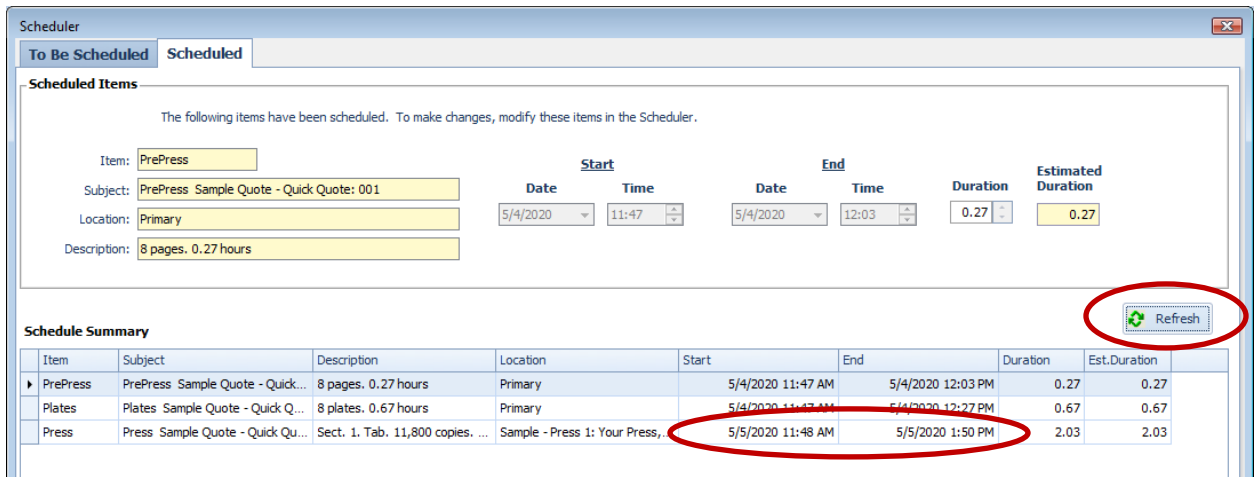 Scheduler
To Be Scheduled Scheduled
Scheduled Items
The following items have been scheduled. To make changes, modify these items in the Scheduler.
Item: PrePress
Subject: PrePress Sample Quote - Quick Quote: 001
Location: Primary
Description: 8 pages. 0.27 hours
Start End
Date Time Date Time Duration Estimated Duration
5/4/2020 11:47 5/4/2020 12:03 0.27 0.27
Refresh
Schedule Summary
Item Subject Description Location Start End Duration Est.Duration
PrePress PrePress Sample Quote - Quick... 8 pages. 0.27 hours Primary 5/4/2020 11:47 AM 5/4/2020 12:03 PM 0.27 0.27
Plates Plates Sample Quote - Quick Q... 8 plates. 0.67 hours Primary 5/4/2020 11:47 AM 5/4/2020 12:27 PM 0.67 0.67
Press Press Sample Quote - Quick Qu... Sect. 1. Tab. 11,800 copies. ... Sample - Press 1: Your Press,... 5/5/2020 11:48 AM 5/5/2020 1:50 PM 2.03 2.03